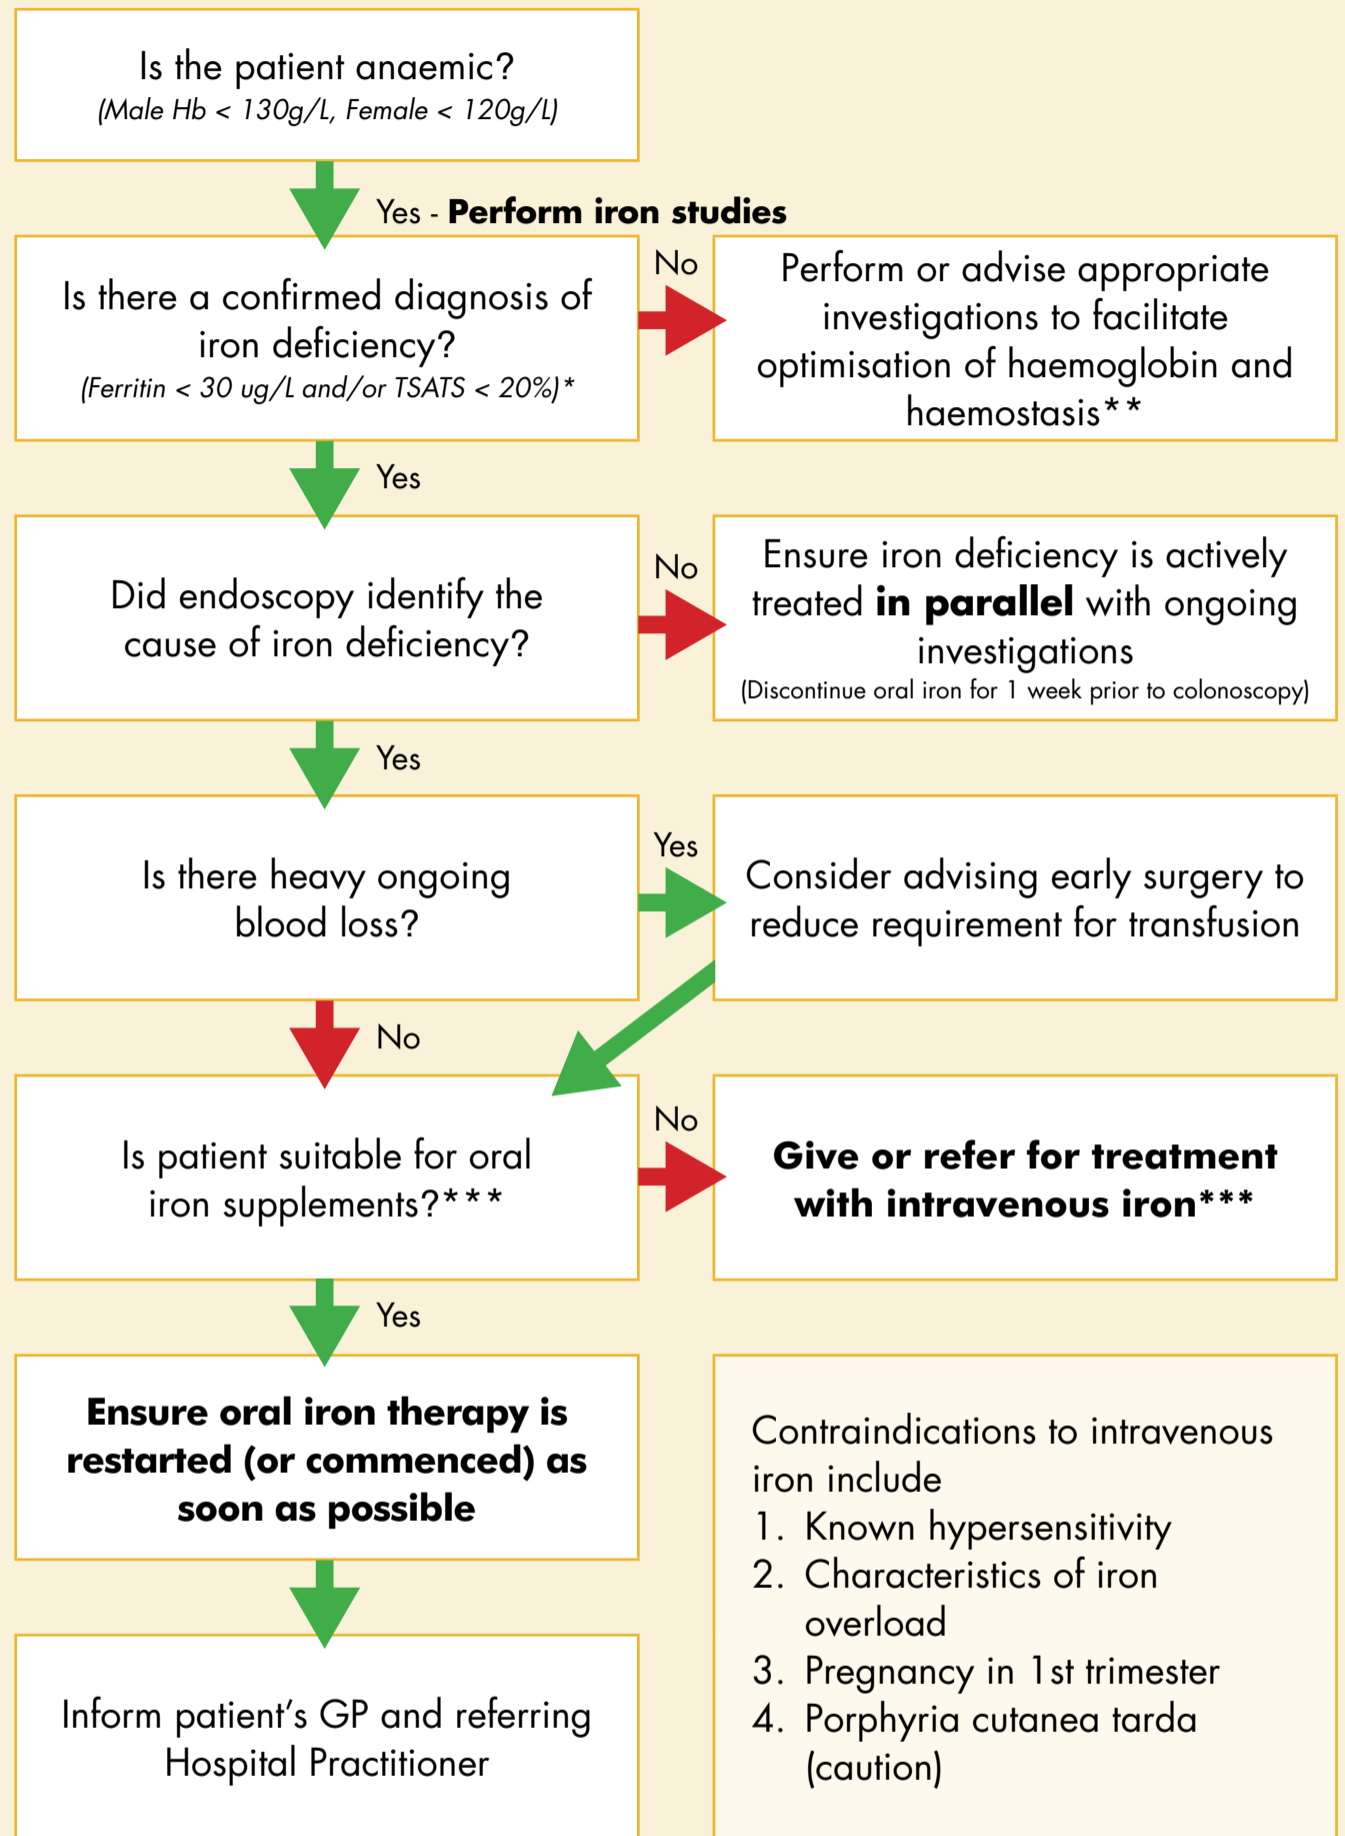 Is the patient anaemic?
(Male Hb < 130g/L, Female < 120g/L)
Yes - Perform iron studies
Is there a confirmed diagnosis of
iron deficiency?
(Ferritin < 30 ug/L and/or TSATS < 20%)*
No
Perform or advise appropriate
investigations to facilitate
optimisation of haemoglobin and
haemostasis**
Yes
Did endoscopy identify the
cause of iron deficiency?
No
Ensure iron deficiency is actively
treated in parallel with ongoing
investigations
(Discontinue oral iron for 1 week prior to colonoscopy)
Yes
Is there heavy ongoing
blood loss?
Yes
Consider advising early surgery to
reduce requirement for transfusion
No
Is patient suitable for oral
iron supplements?***
No
Give or refer for treatment
with intravenous iron***
Yes
Ensure oral iron therapy is
restarted (or commenced) as
soon as possible
Inform patient's GP and referring
Hospital Practitioner
Contraindications to intravenous
iron include
1. Known hypersensitivity
2. Characteristics of iron
overload
3. Pregnancy in 1st trimester
4. Porphyria cutanea tarda
(caution)